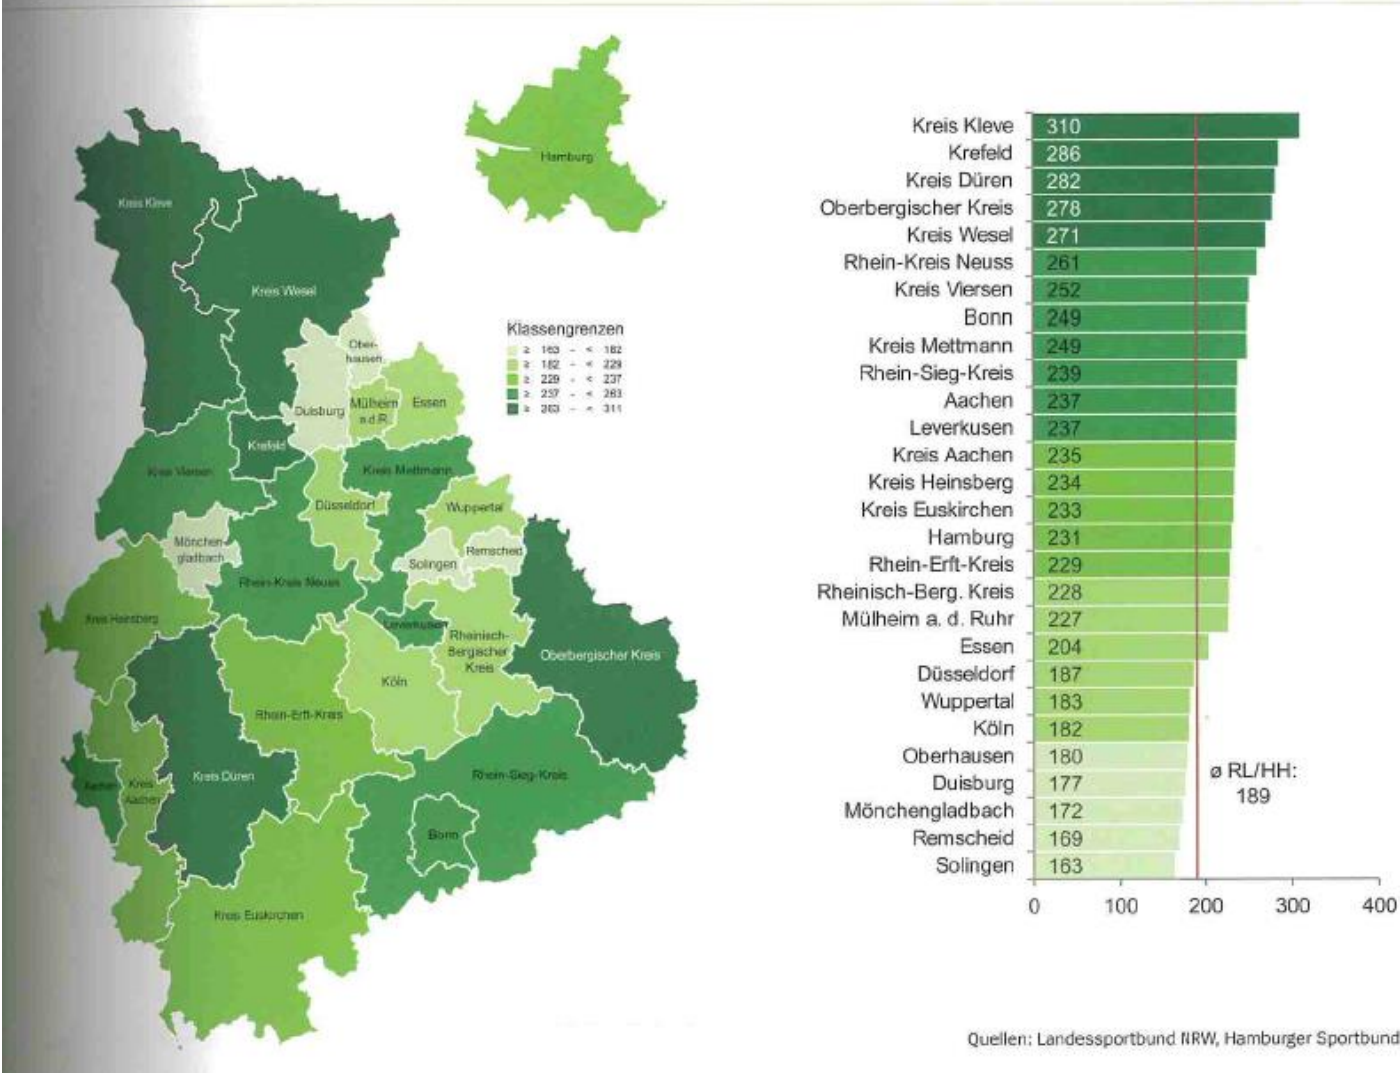 Hamburg
Kreis Kleve
Kreis Wesel
Klassengrenzen
≥ 163 - < 182
≥ 182 - < 229
≥ 229 - < 237
≥ 237 - < 263
≥ 263 - < 311
Ober-
hausen
Duisburg
Mülheim
a.d.R.
Essen
Krefeld
Kreis Viersen
Kreis Mettmann
Düsseldorf
Wuppertal
Mönchen-
gladbach
Solingen
Remscheid
Rhein-Kreis Neuss
Kreis Heinsberg
Leverkusen
Rheinisch-
Bergischer
Kreis
Oberbergischer Kreis
Köln
Rhein-Erft-Kreis
Kreis Düren
Aachen
Kreis
Aachen
Rhein-Sieg-Kreis
Bonn
Kreis Euskirchen
Kreis Kleve 310
Krefeld 286
Kreis Düren 282
Oberbergischer Kreis 278
Kreis Wesel 271
Rhein-Kreis Neuss 261
Kreis Viersen 252
Bonn 249
Kreis Mettmann 249
Rhein-Sieg-Kreis 239
Aachen 237
Leverkusen 237
Kreis Aachen 235
Kreis Heinsberg 234
Kreis Euskirchen 233
Hamburg 231
Rhein-Erft-Kreis 229
Rheinisch-Berg. Kreis 228
Mülheim a. d. Ruhr 227
Essen 204
Düsseldorf 187
Wuppertal 183
Köln 182
Oberhausen 180
Duisburg 177
Mönchengladbach 172
Remscheid 169
Solingen 163
ø RL/HH:
189
0 100 200 300 400
Quellen: Landessportbund NRW, Hamburger Sportbund